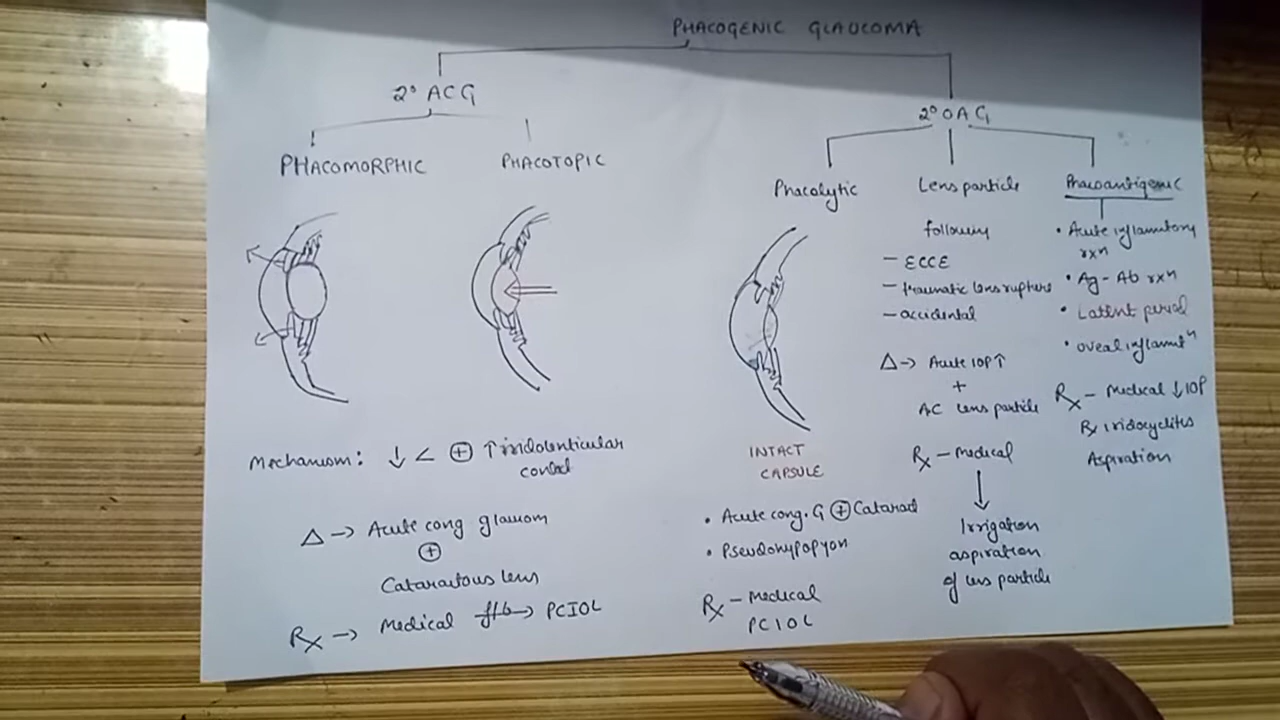 PHACOGENIC GLAUCOMA
2° ACG
PHACOMORPHIC
PHACOTOPIC
Mechanism: ↓ < ⊕ ↑ iridolenticular
contact
△ → Acute cong glaucom
⊕
Cataractous lens
Rx → Medical f/b → PCIOL
2° OAG
Phacolytic
INTACT
CAPSULE
• Acute cong. G ⊕ Cataract
• Pseudohypopyon
Rx - Medical
PCIOL
Lens particle
following
- ECCE
- traumatic lens rupture
- accidental
△ → Acute IOP ↑
+
AC lens particle
Rx - medical
↓
Irrigation
aspiration
of lens particle
Phacoantigenic
• Acute inflammatory
rxn
• Ag - Ab rxn
• Latent period
• uveal inflammtn
Rx - Medical ↓ IOP
Rx iridocyclites
Aspiration